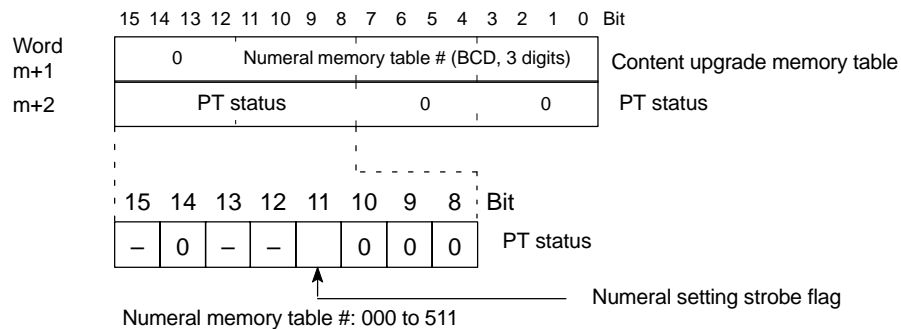 15 14 13 12 11 10 9 8 7 6 5 4 3 2 1 0 Bit
Word
m+1 0 Numeral memory table # (BCD, 3 digits) Content upgrade memory table
m+2 PT status 0 0 PT status
15 14 13 12 11 10 9 8 Bit
– 0 – – 0 0 0 PT status
Numeral setting strobe flag
Numeral memory table #: 000 to 511